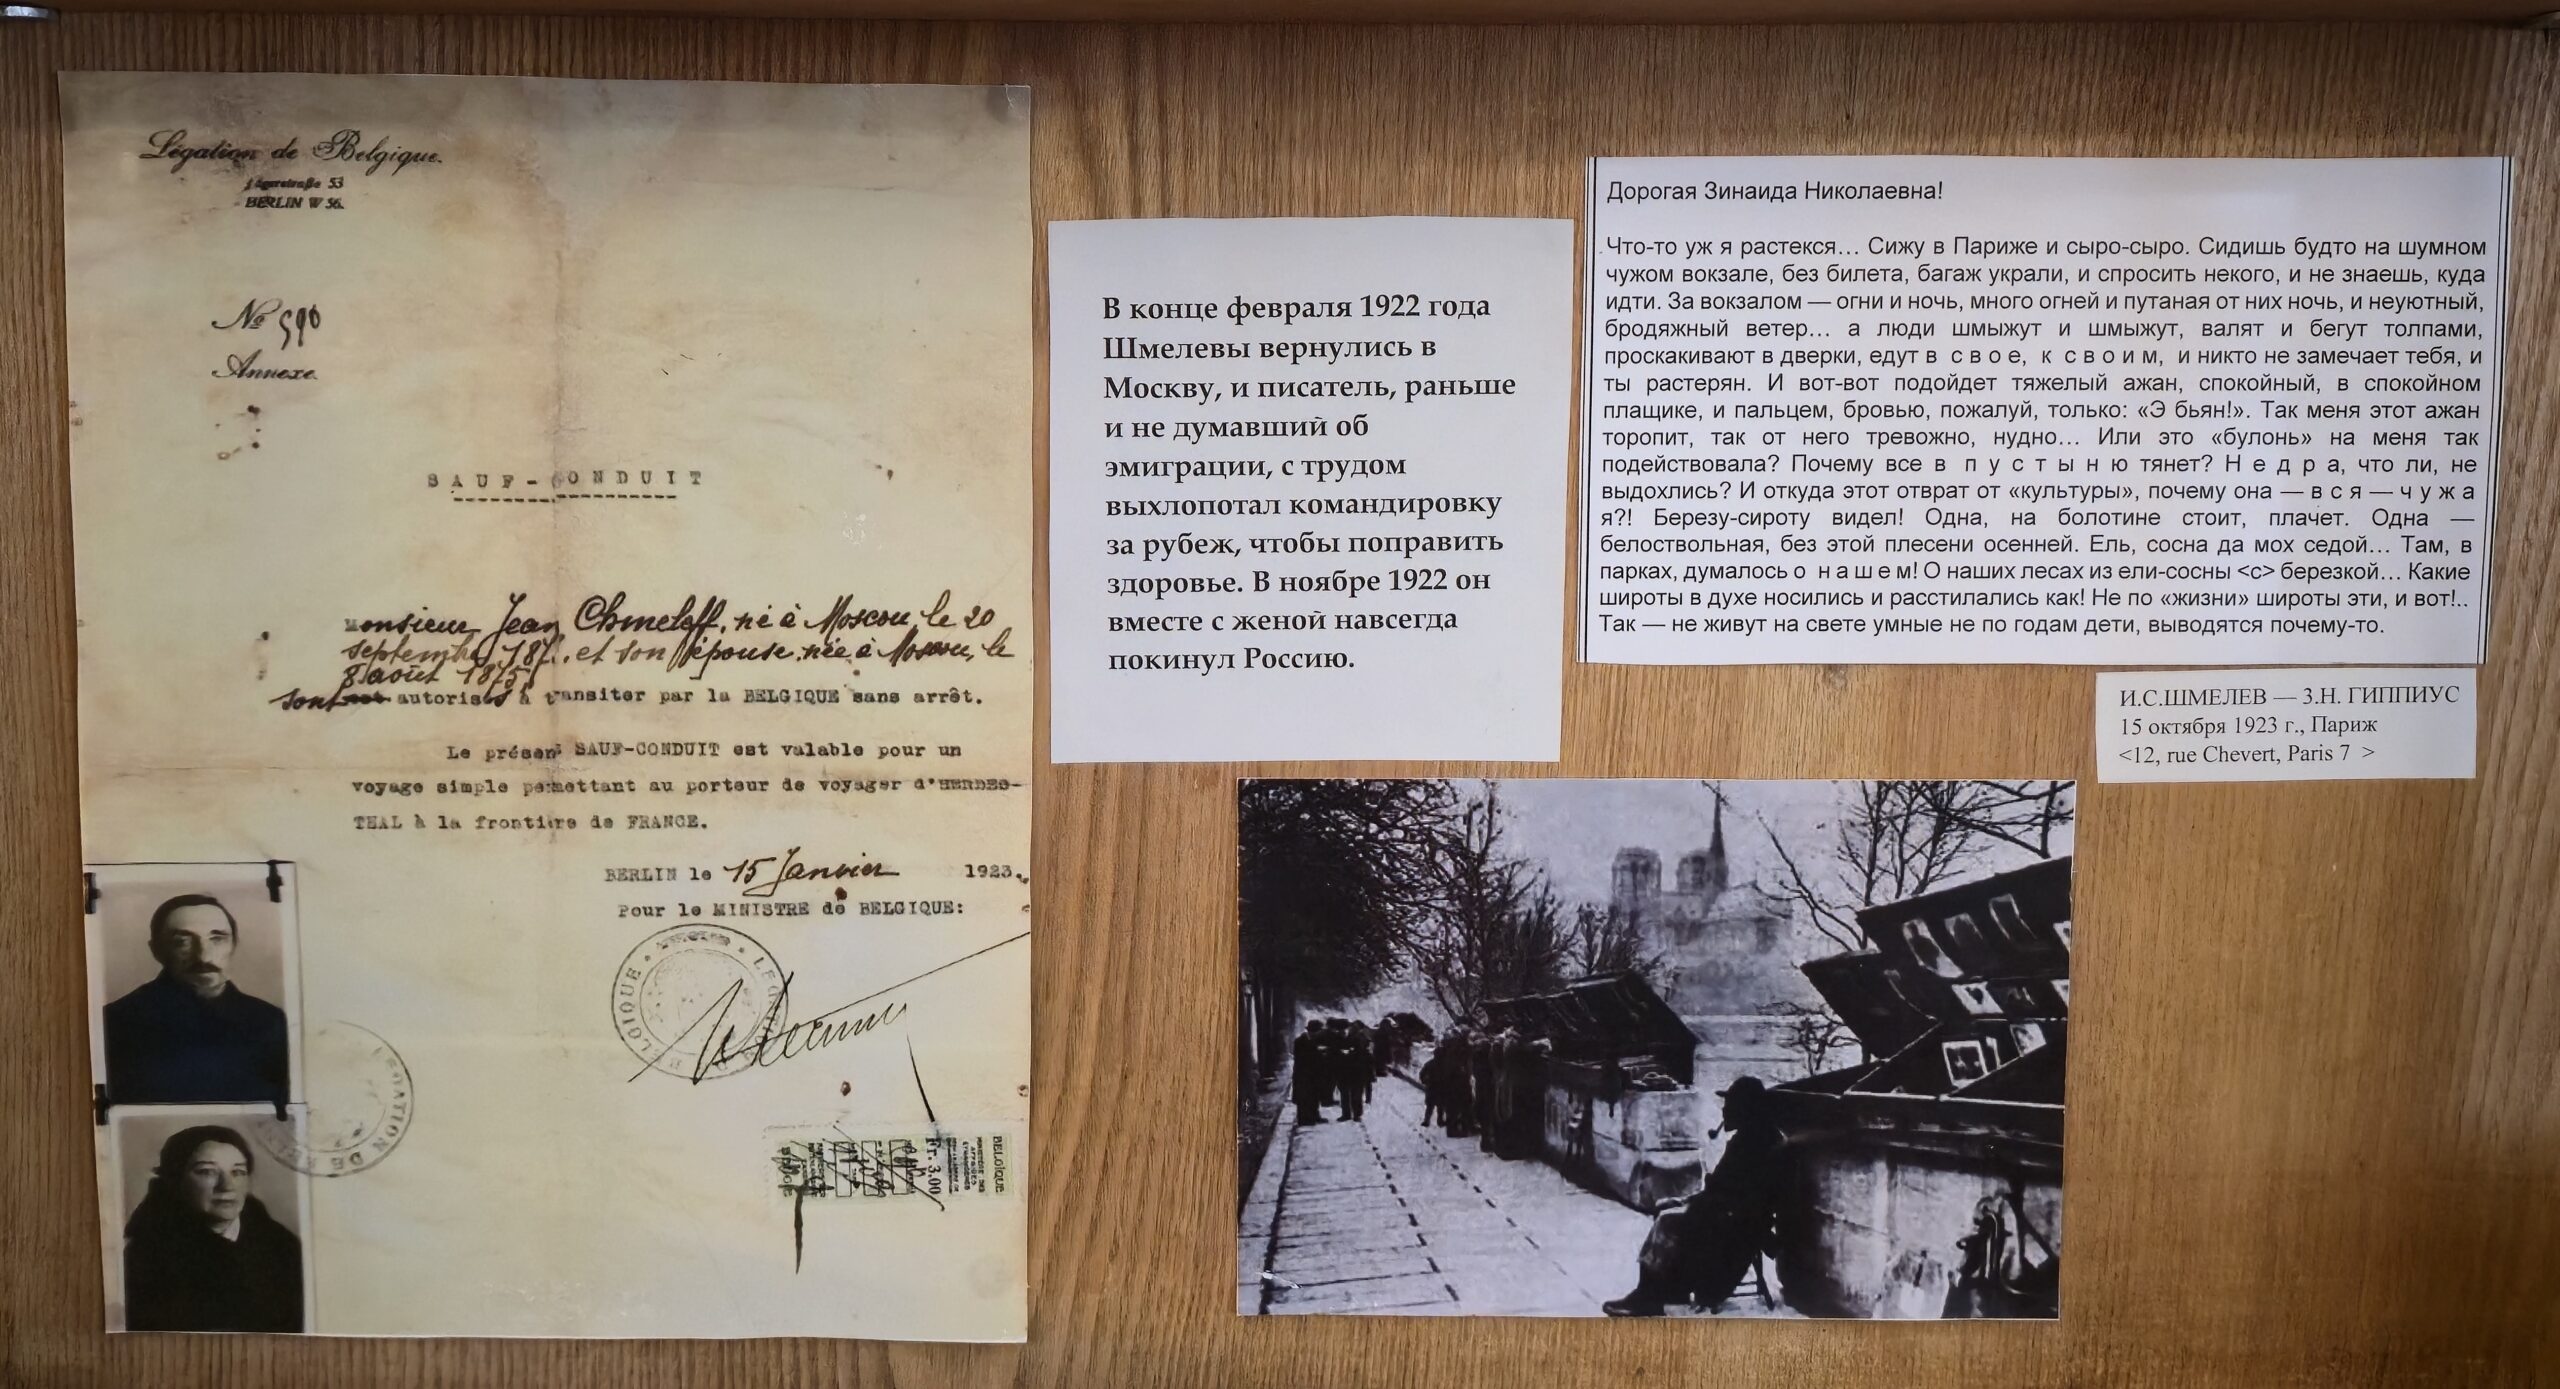 Légation de Belgique.
Jägerstraße 53
BERLIN W 56.
№ 590
Annexe.
SAUF-CONDUIT
Monsieur Jean Chmeleff, né à Moscou, le 20
septembre et son épouse, née à Moscou, le
8 août 1875,
sont autorisés à transiter par la BELGIQUE sans arrêt.
Le présent SAUF-CONDUIT est valable pour un
voyage simple permettant au porteur de voyager d'HERBES-
THAL à la frontière de FRANCE.
BERLIN le 15 Janvier 1923.
Pour le MINISTRE de BELGIQUE:
BELGIQUE
Fr. 3,00
В конце февраля 1922 года
Шмелевы вернулись в
Москву, и писатель, раньше
и не думавший об
эмиграции, с трудом
выхлопотал командировку
за рубеж, чтобы поправить
здоровье. В ноябре 1922 он
вместе с женой навсегда
покинул Россию.
Дорогая Зинаида Николаевна!
Что-то уж я растекся... Сижу в Париже и сыро-сыро. Сидишь будто на шумном
чужом вокзале, без билета, багаж украли, и спросить некого, и не знаешь, куда
идти. За вокзалом — огни и ночь, много огней и путаная от них ночь, и неуютный,
бродяжный ветер... а люди шмыжут и шмыжут, валят и бегут толпами,
проскакивают в дверки, едут в с в о е, к с в о и м, и никто не замечает тебя, и
ты растерян. И вот-вот подойдет тяжелый ажан, спокойный, в спокойном
плащике, и пальцем, бровью, пожалуй, только: «Э бьян!». Так меня этот ажан
торопит, так от него тревожно, нудно... Или это «булонь» на меня так
подействовала? Почему все в п у с т ы н ю тянет? Н е д р а, что ли, не
выдохлись? И откуда этот отврат от «культуры», почему она — в с я — ч у ж а
я?! Березу-сироту видел! Одна, на болотине стоит, плачет. Одна —
белоствольная, без этой плесени осенней. Ель, сосна да мох седой... Там, в
парках, думалось о н а ш е м! О наших лесах из ели-сосны <с> березкой... Какие
широты в духе носились и расстилались как! Не по «жизни» широты эти, и вот!..
Так — не живут на свете умные не по годам дети, выводятся почему-то.
И.С.ШМЕЛЕВ — З.Н. ГИППИУС
15 октября 1923 г., Париж
<12, rue Chevert, Paris 7 >